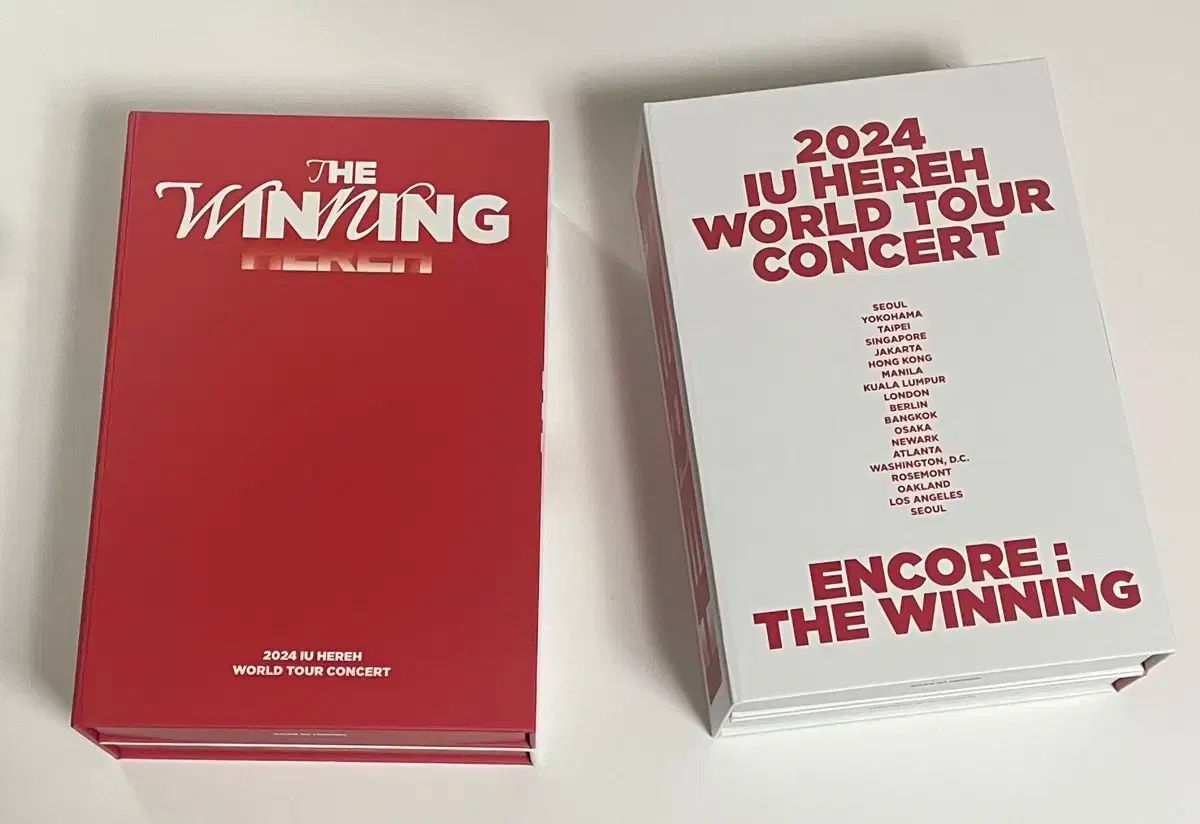 THE
WINNING
HEREH
2024 IU HEREH
WORLD TOUR CONCERT
2024
IU HEREH
WORLD TOUR
CONCERT
SEOUL
YOKOHAMA
TAIPEI
SINGAPORE
JAKARTA
HONG KONG
MANILA
KUALA LUMPUR
LONDON
BERLIN
BANGKOK
OSAKA
NEWARK
ATLANTA
WASHINGTON, D.C.
ROSEMONT
OAKLAND
LOS ANGELES
SEOUL
ENCORE :
THE WINNING